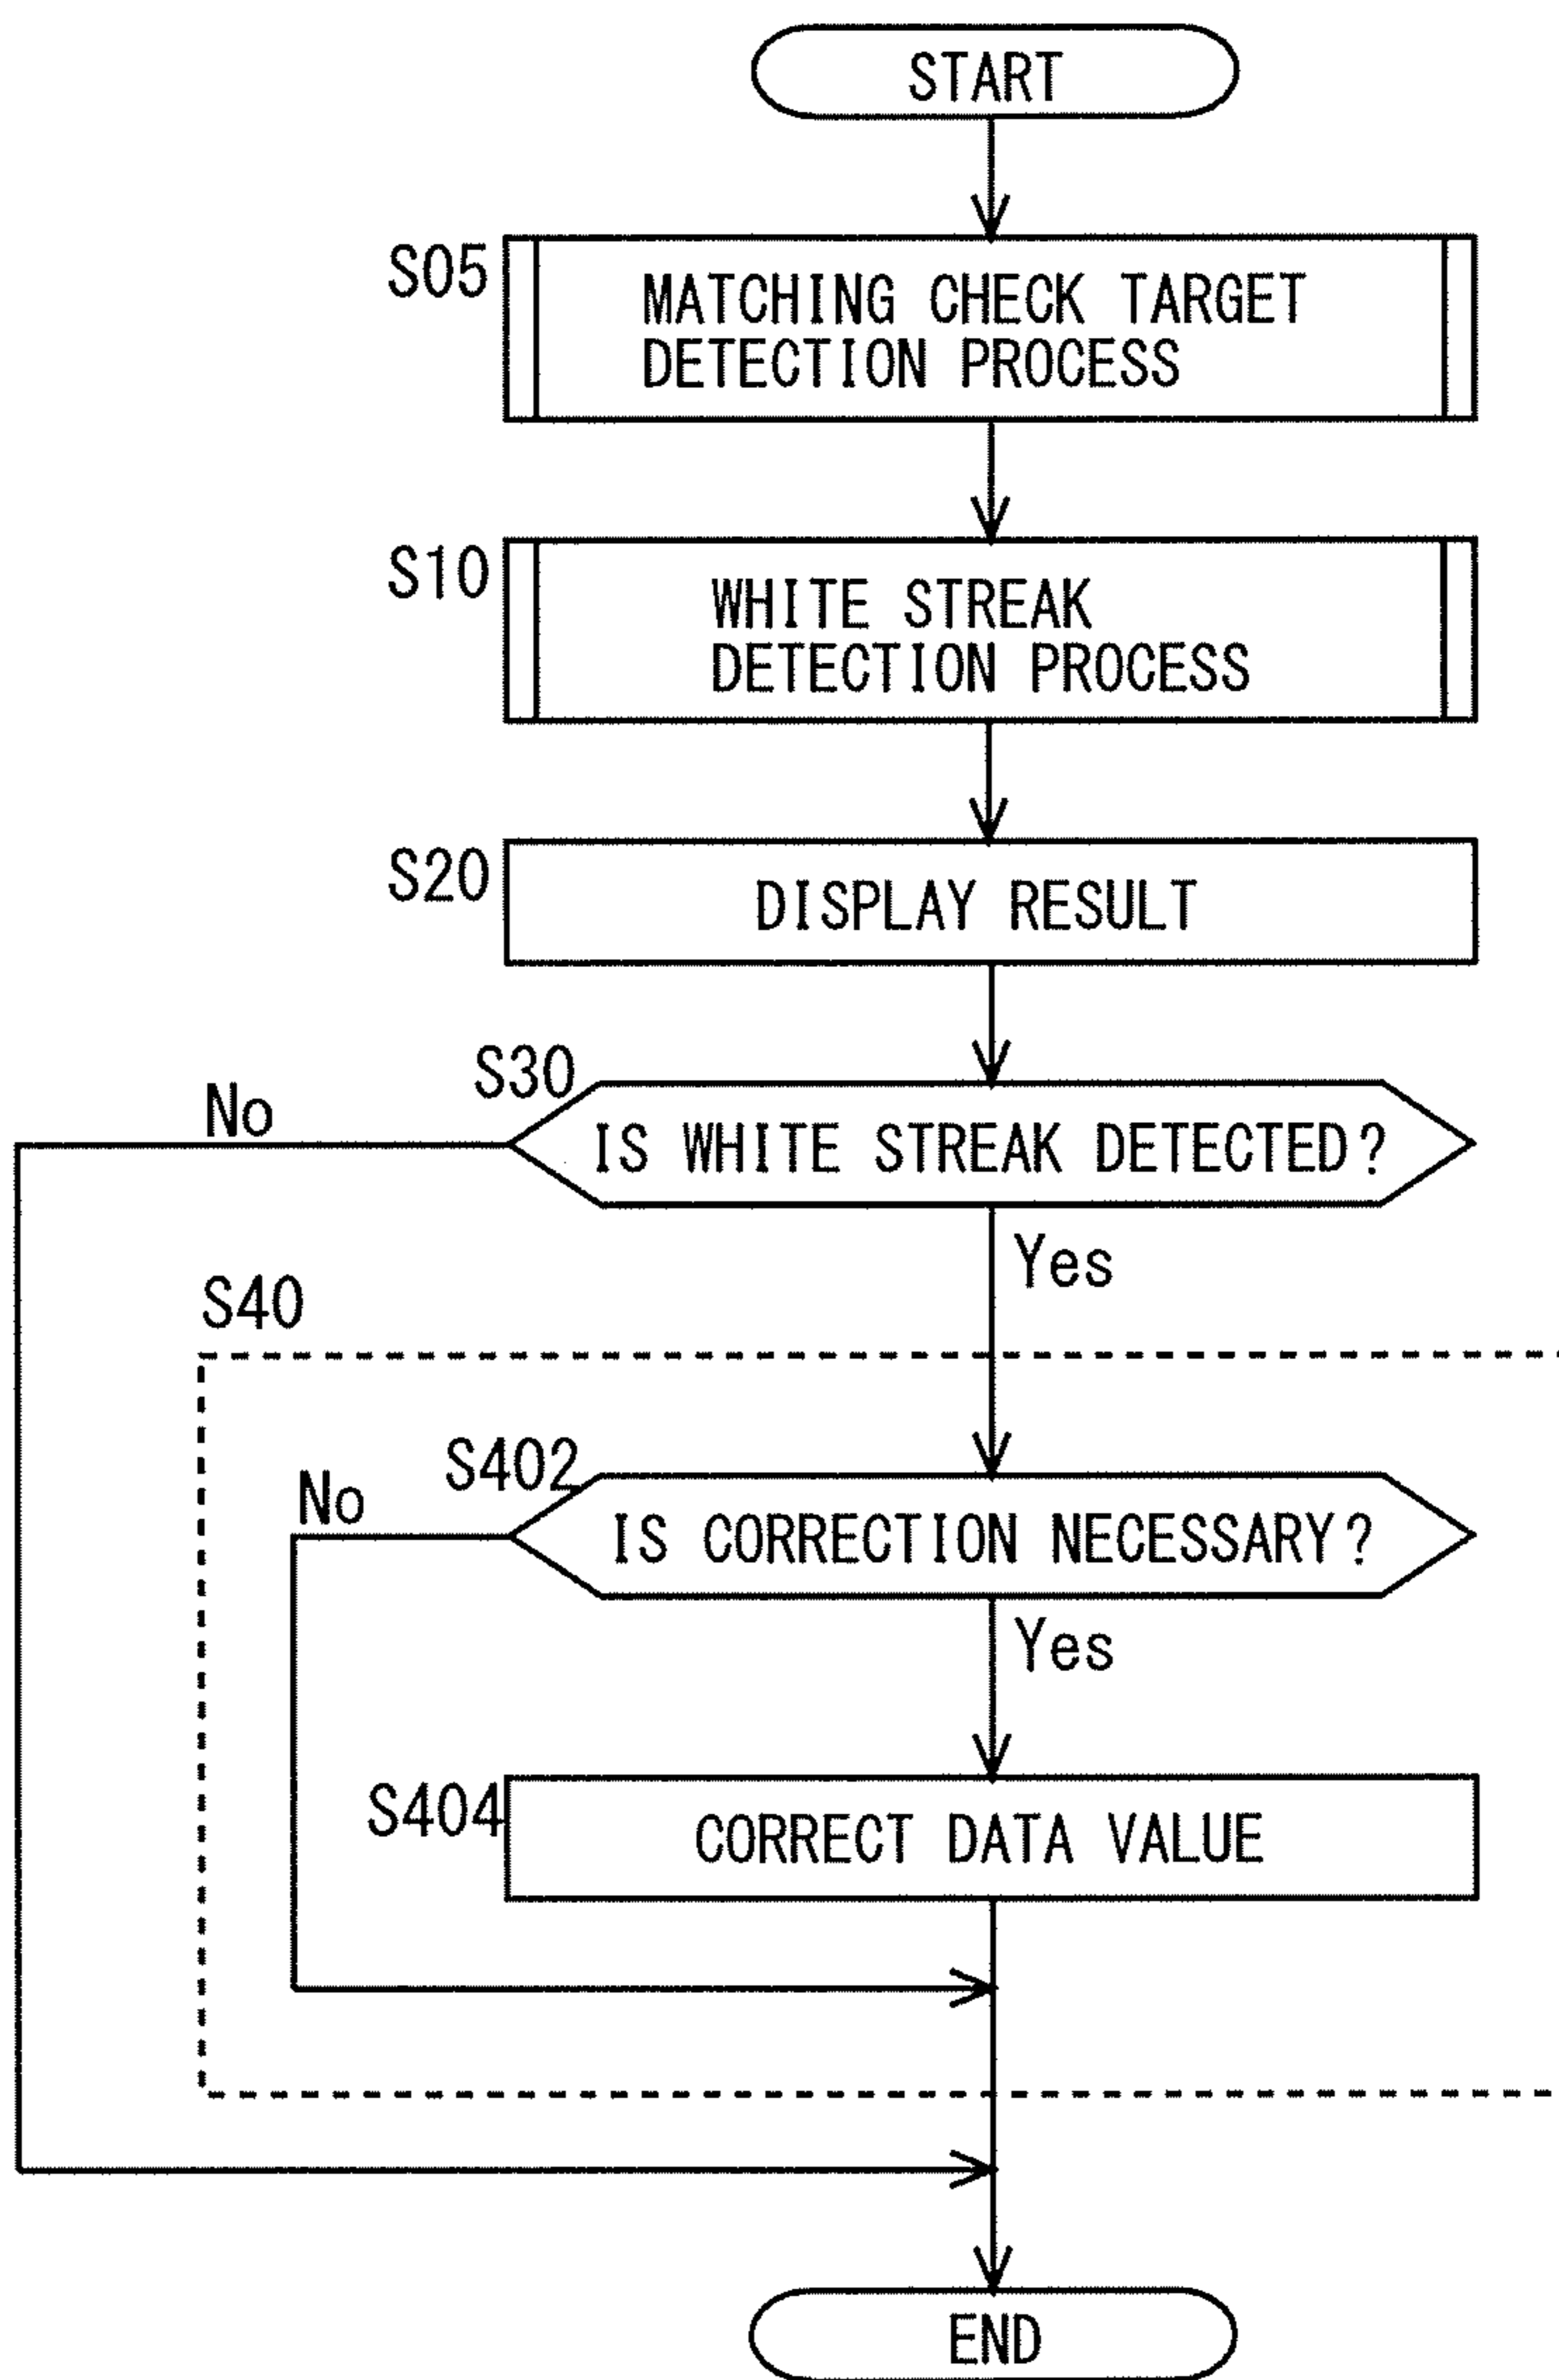 START
S05
MATCHING CHECK TARGET
DETECTION PROCESS
S10
WHITE STREAK
DETECTION PROCESS
S20
DISPLAY RESULT
S30
No
IS WHITE STREAK DETECTED?
Yes
S40
S402
No
IS CORRECTION NECESSARY?
Yes
S404
CORRECT DATA VALUE
END